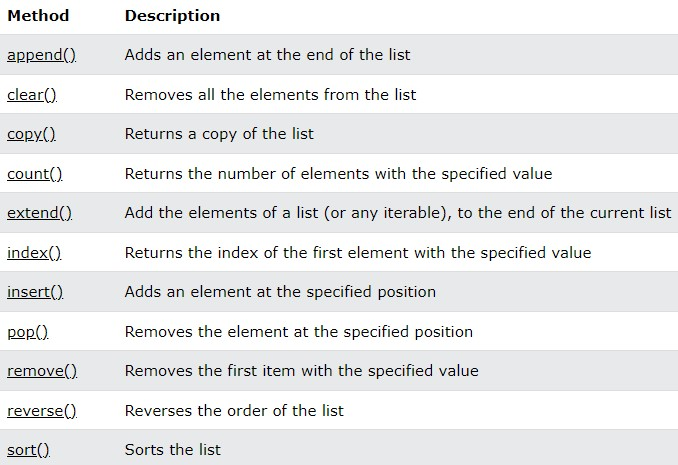 Method Description
append() Adds an element at the end of the list
clear() Removes all the elements from the list
copy() Returns a copy of the list
count() Returns the number of elements with the specified value
extend() Add the elements of a list (or any iterable), to the end of the current list
index() Returns the index of the first element with the specified value
insert() Adds an element at the specified position
pop() Removes the element at the specified position
remove() Removes the first item with the specified value
reverse() Reverses the order of the list
sort() Sorts the list